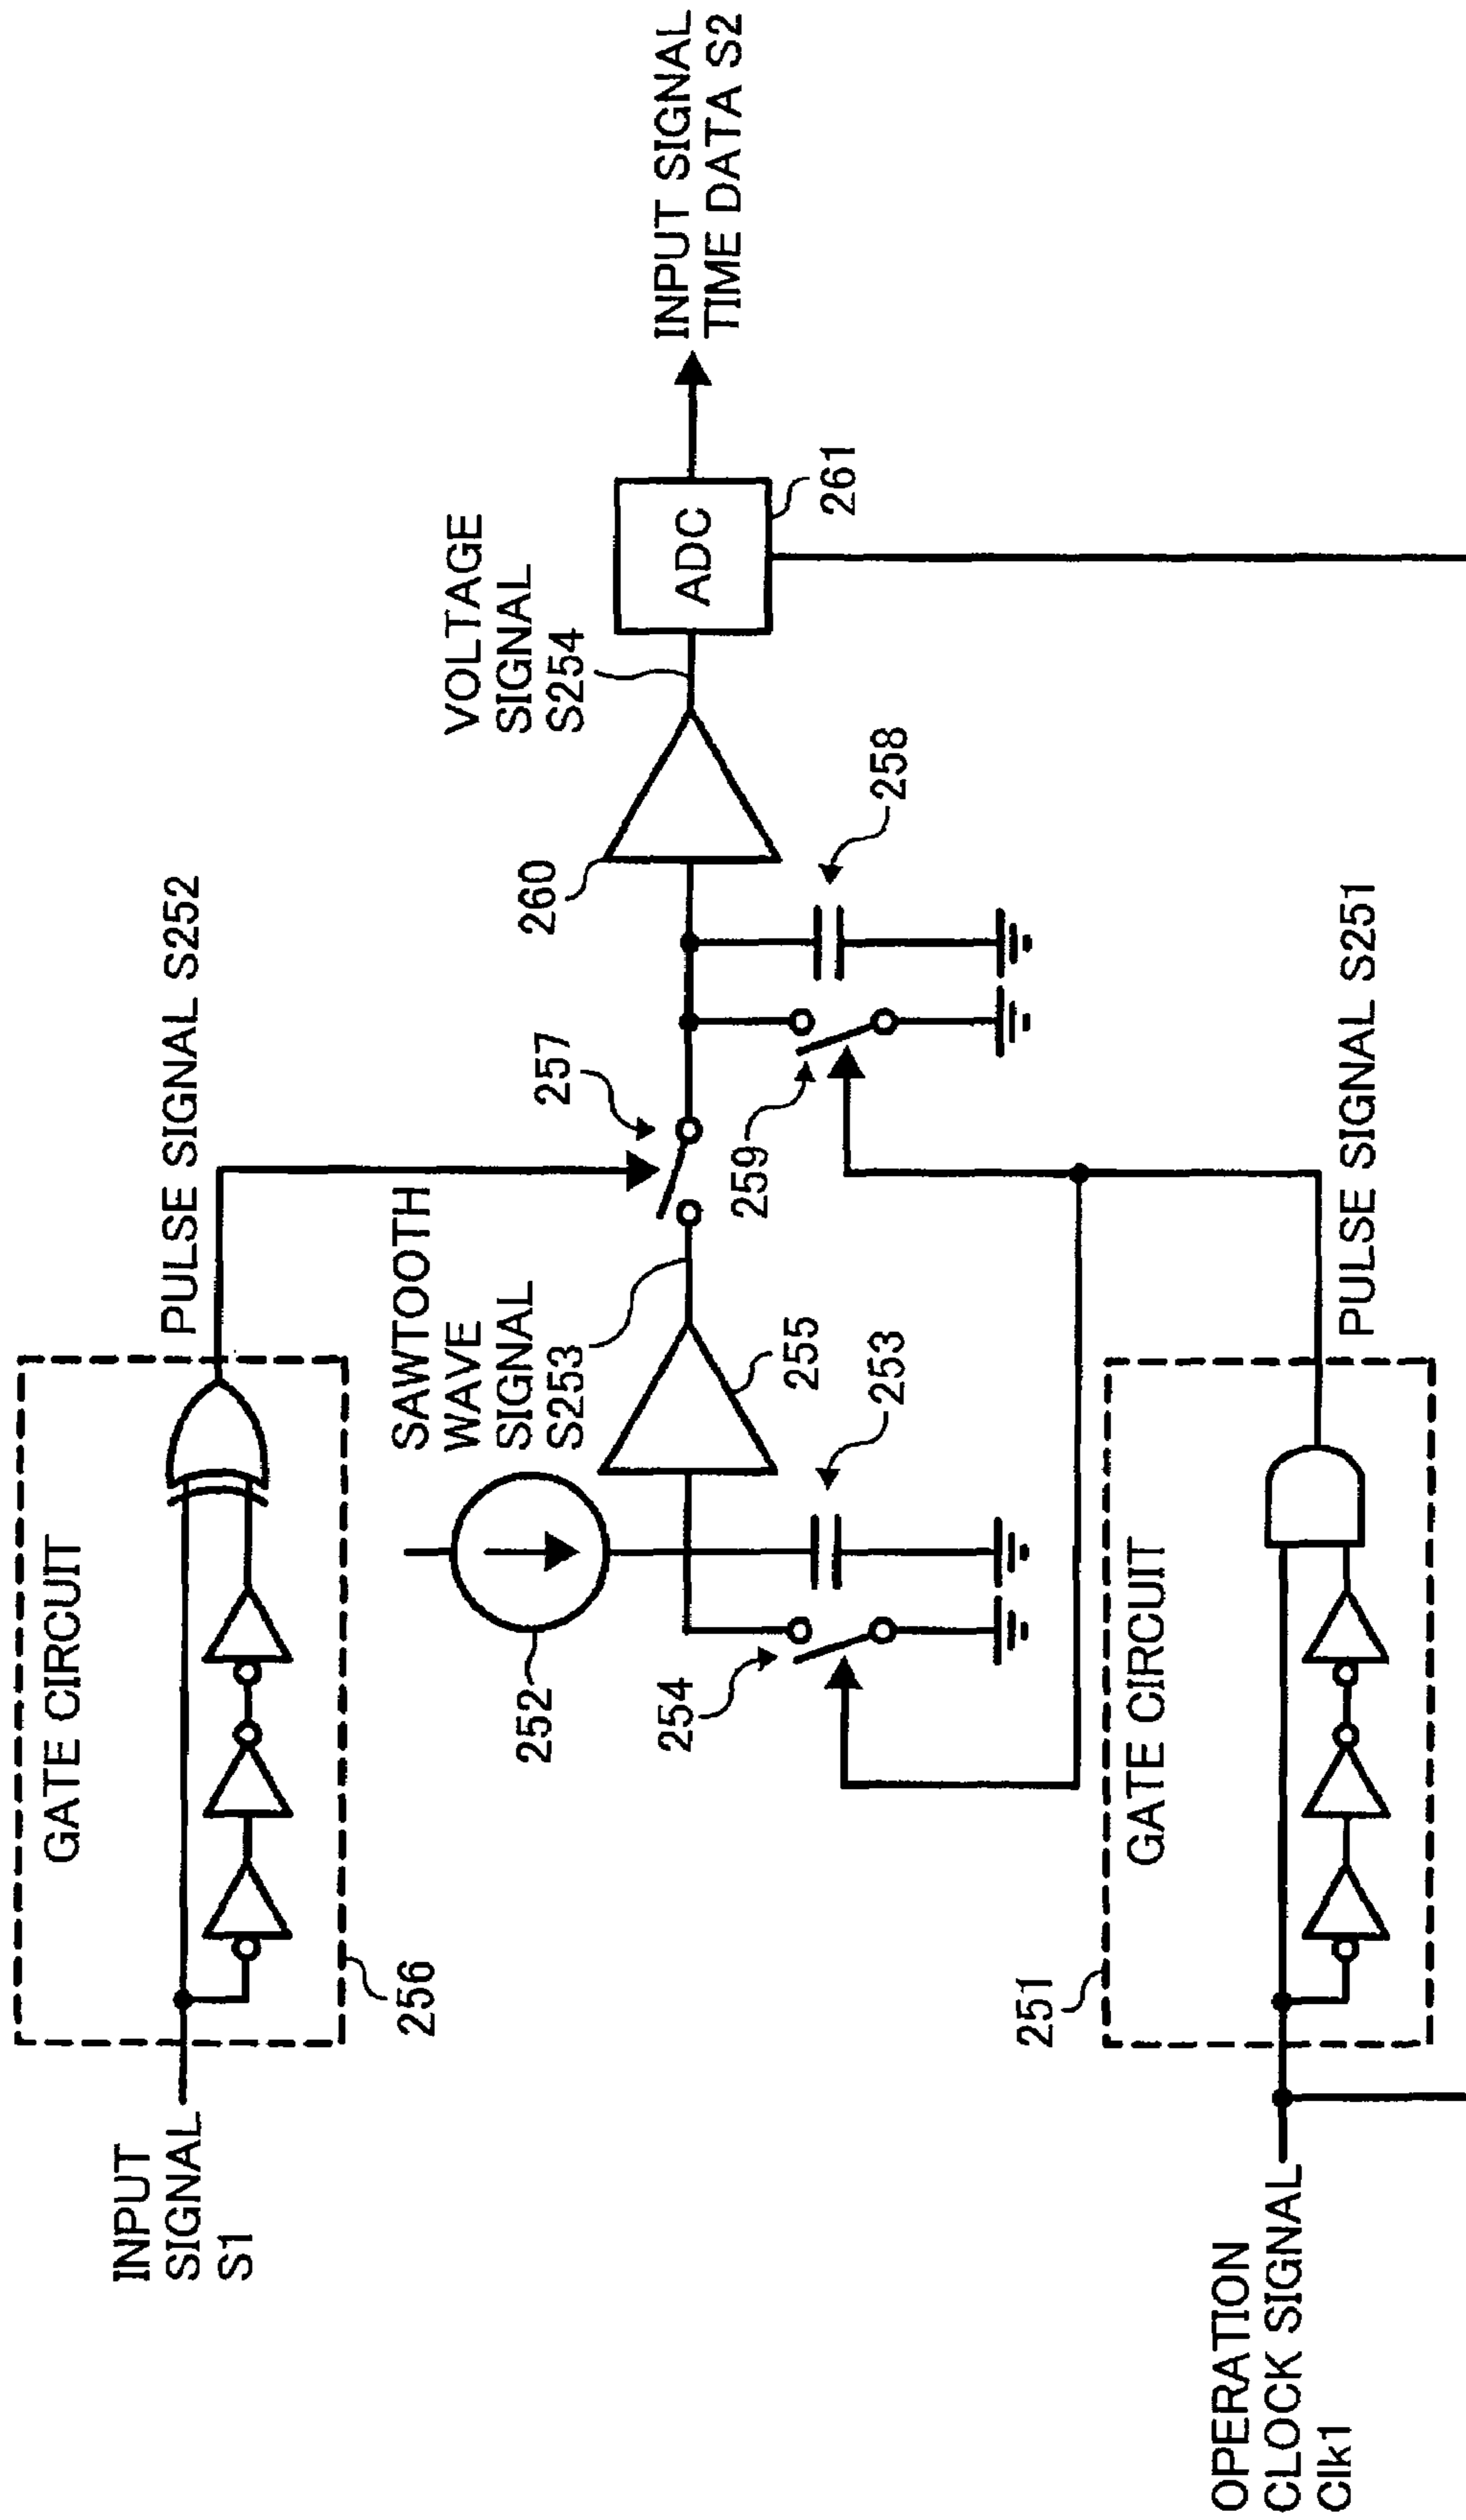 INPUT
SIGNAL
S1
GATE CIRCUIT
256
PULSE SIGNAL S252
252
254
SAWTOOTH
WAVE
SIGNAL
S253
255
253
257
259
260
258
VOLTAGE
SIGNAL
S254
ADC
261
INPUT SIGNAL
TIME DATA S2
OPERATION
CLOCK SIGNAL
Clk1
251
GATE CIRCUIT
PULSE SIGNAL S251